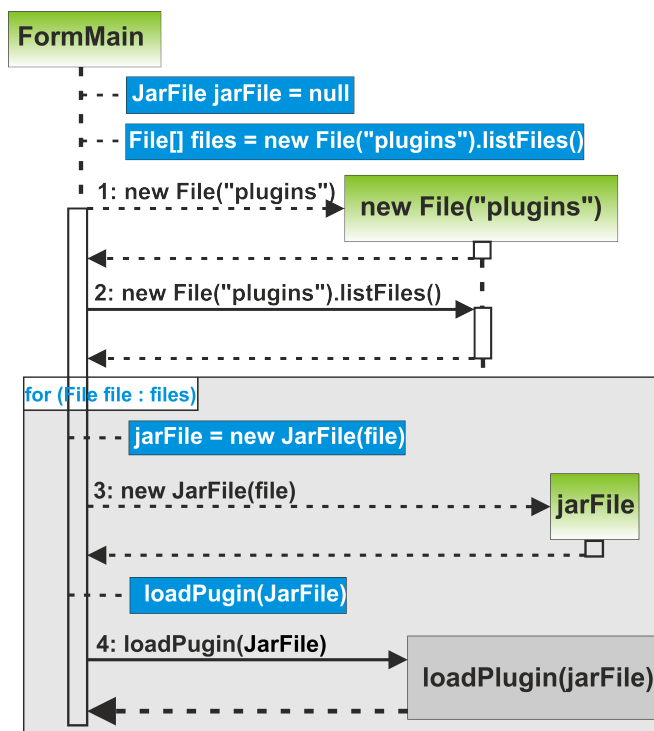 FormMain
JarFile jarFile = null
File[] files = new File("plugins").listFiles()
1: new File("plugins")
new File("plugins")
2: new File("plugins").listFiles()
for (File file : files)
jarFile = new JarFile(file)
3: new JarFile(file)
jarFile
loadPugin(JarFile)
4: loadPugin(JarFile)
loadPlugin(jarFile)